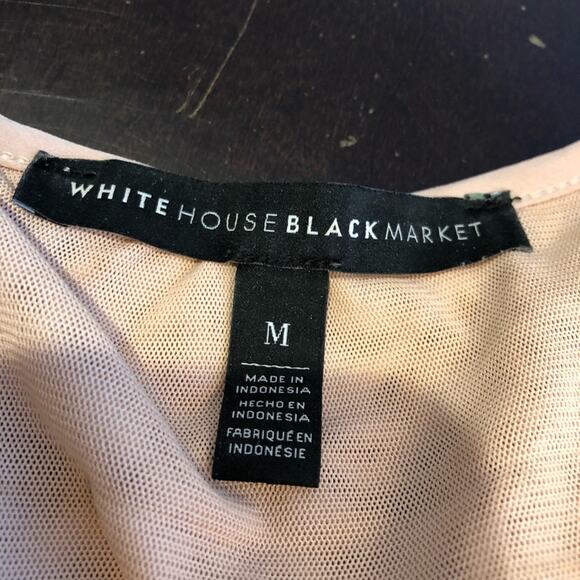 WHITE HOUSE BLACK MARKET
M
MADE IN
INDONESIA
HECHO EN
INDONESIA
FABRIQUÉ EN
INDONÉSIE